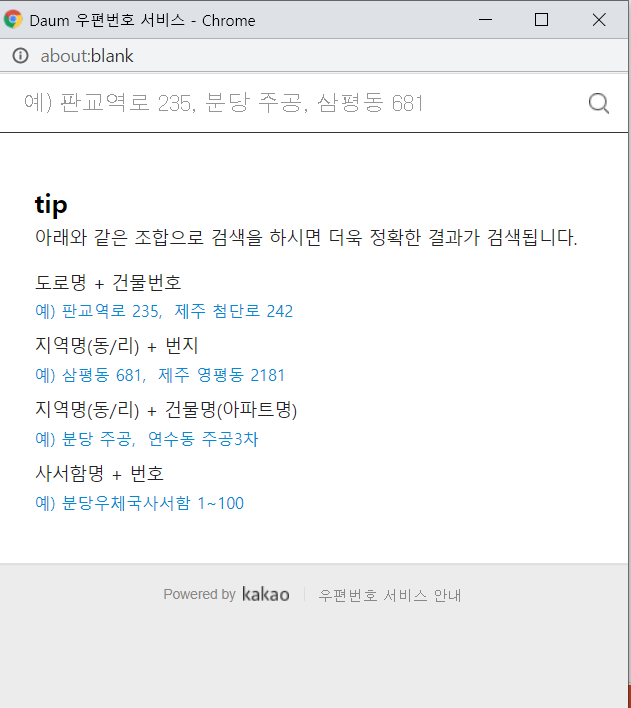 Daum 우편번호 서비스 - Chrome
about:blank
예) 판교역로 235, 분당 주공, 삼평동 681
tip
아래와 같은 조합으로 검색을 하시면 더욱 정확한 결과가 검색됩니다.
도로명 + 건물번호
예) 판교역로 235, 제주 첨단로 242
지역명(동/리) + 번지
예) 삼평동 681, 제주 영평동 2181
지역명(동/리) + 건물명(아파트명)
예) 분당 주공, 연수동 주공3차
사서함명 + 번호
예) 분당우체국사서함 1~100
Powered by kakao 우편번호 서비스 안내